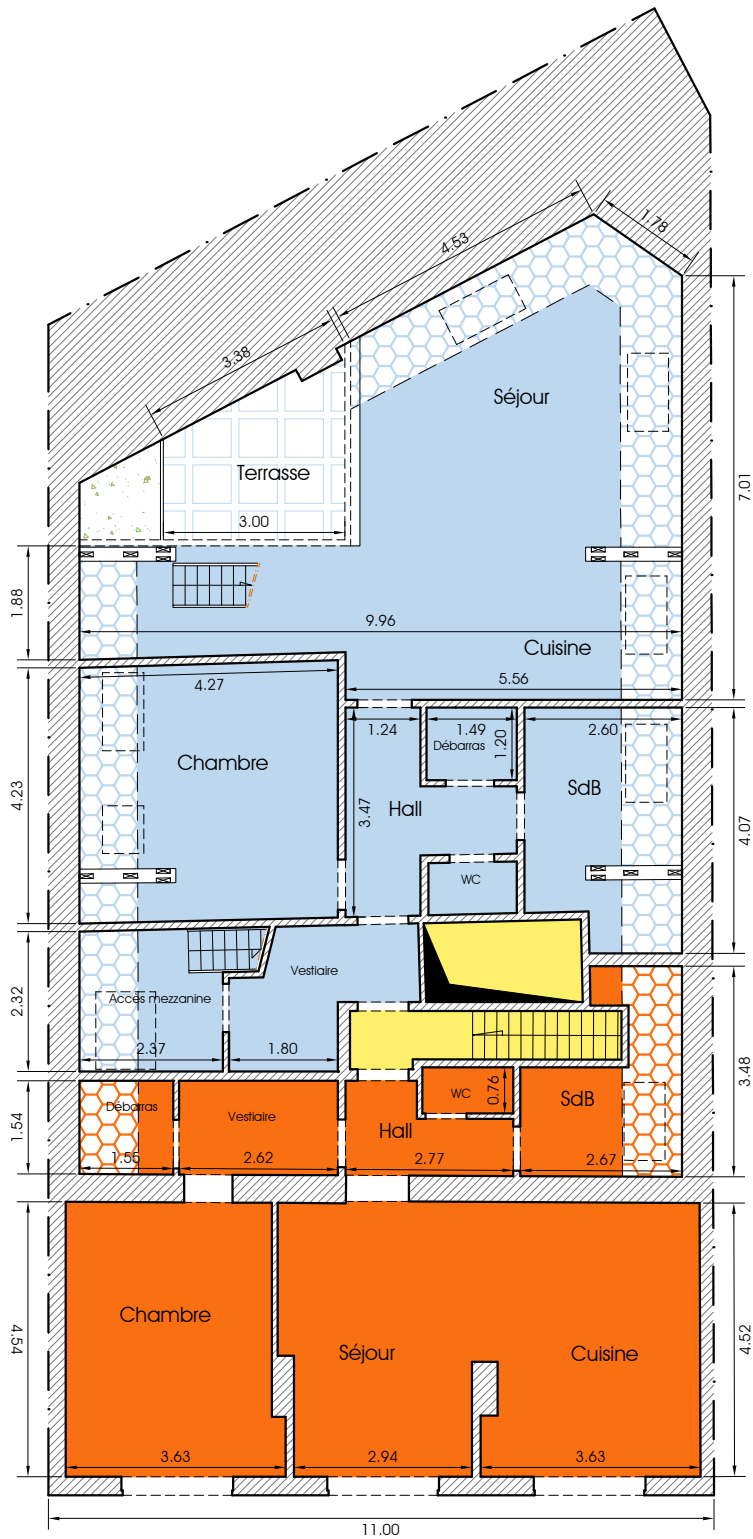 1.78
4.53
3.38
Séjour
7.01
Terrasse
3.00
1.88
9.96
Cuisine
4.27
5.56
1.24
1.49
1.20
2.60
Débarras
Chambre
SdB
4.23
3.47
Hall
4.07
WC
Vestiaire
2.32
Accès mezzanine
2.37
1.80
3.48
1.54
Débarras
Vestiaire
WC
0.76
SdB
Hall
1.55
2.62
2.77
2.67
Chambre
4.54
Séjour
Cuisine
4.52
3.63
2.94
3.63
11.00